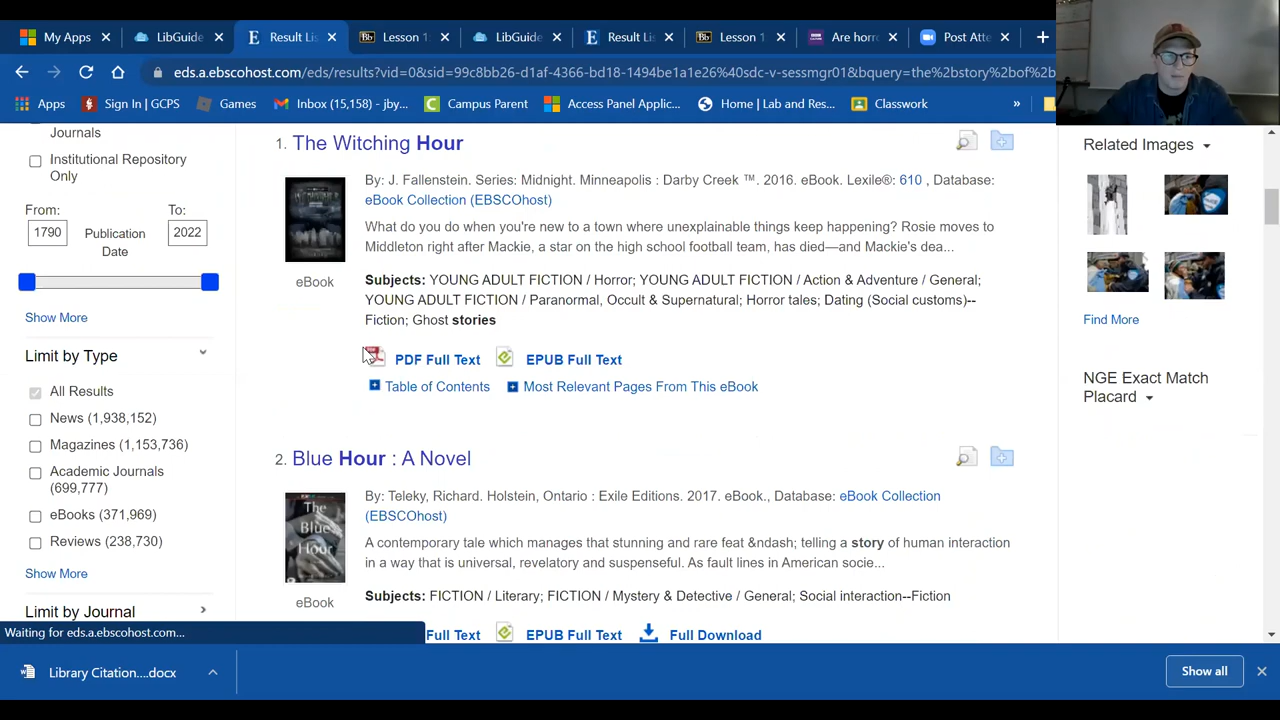 My Apps
LibGuide
Result Lis
Lesson 1
LibGuide
Result Lis
Lesson 1
Are horr
Post Atte
eds.a.ebscohost.com/eds/results?vid=0&sid=99c8bb26-d1af-4366-bd18-1494be1a1e26%40sdc-v-sessmgr01&bquery=the%2bstory%2bof%
Apps
Sign In | GCPS
Games
Inbox (15,158) - jby...
Campus Parent
Access Panel Applic...
Home | Lab and Res...
Classwork
»
Journals
Institutional Repository
Only
From:
To:
1790
Publication
Date
2022
Show More
Limit by Type
All Results
News (1,938,152)
Magazines (1,153,736)
Academic Journals
(699,777)
eBooks (371,969)
Reviews (238,730)
Show More
Limit by Journal
1. The Witching Hour
By: J. Fallenstein. Series: Midnight. Minneapolis : Darby Creek ™. 2016. eBook. Lexile®: 610 , Database:
eBook Collection (EBSCOhost)
What do you do when you're new to a town where unexplainable things keep happening? Rosie moves to
Middleton right after Mackie, a star on the high school football team, has died—and Mackie's dea...
eBook
Subjects: YOUNG ADULT FICTION / Horror; YOUNG ADULT FICTION / Action & Adventure / General;
YOUNG ADULT FICTION / Paranormal, Occult & Supernatural; Horror tales; Dating (Social customs)--
Fiction; Ghost stories
PDF Full Text
EPUB Full Text
Table of Contents
Most Relevant Pages From This eBook
2. Blue Hour : A Novel
By: Teleky, Richard. Holstein, Ontario : Exile Editions. 2017. eBook., Database: eBook Collection
(EBSCOhost)
The
Blue
Hour
A contemporary tale which manages that stunning and rare feat &ndash; telling a story of human interaction
in a way that is universal, revelatory and suspenseful. As fault lines in American socie...
eBook
Subjects: FICTION / Literary; FICTION / Mystery & Detective / General; Social interaction--Fiction
Full Text
EPUB Full Text
Full Download
Related Images
Find More
NGE Exact Match
Placard
Waiting for eds.a.ebscohost.com...
Library Citation....docx
Show all